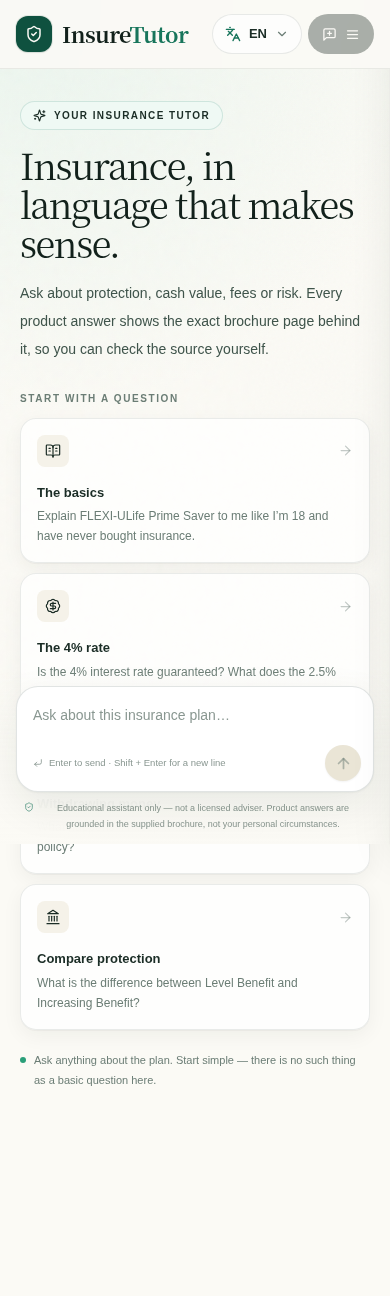 InsureTutor
EN
YOUR INSURANCE TUTOR
Insurance, in
language that makes
sense.
Ask about protection, cash value, fees or risk. Every
product answer shows the exact brochure page behind
it, so you can check the source yourself.
START WITH A QUESTION
The basics
Explain FLEXI-ULife Prime Saver to me like I'm 18 and
have never bought insurance.
The 4% rate
Is the 4% interest rate guaranteed? What does the 2.5%
Ask about this insurance plan…
Enter to send · Shift + Enter for a new line
Educational assistant only — not a licensed adviser. Product answers are
grounded in the supplied brochure, not your personal circumstances.
policy?
Compare protection
What is the difference between Level Benefit and
Increasing Benefit?
Ask anything about the plan. Start simple — there is no such thing
as a basic question here.